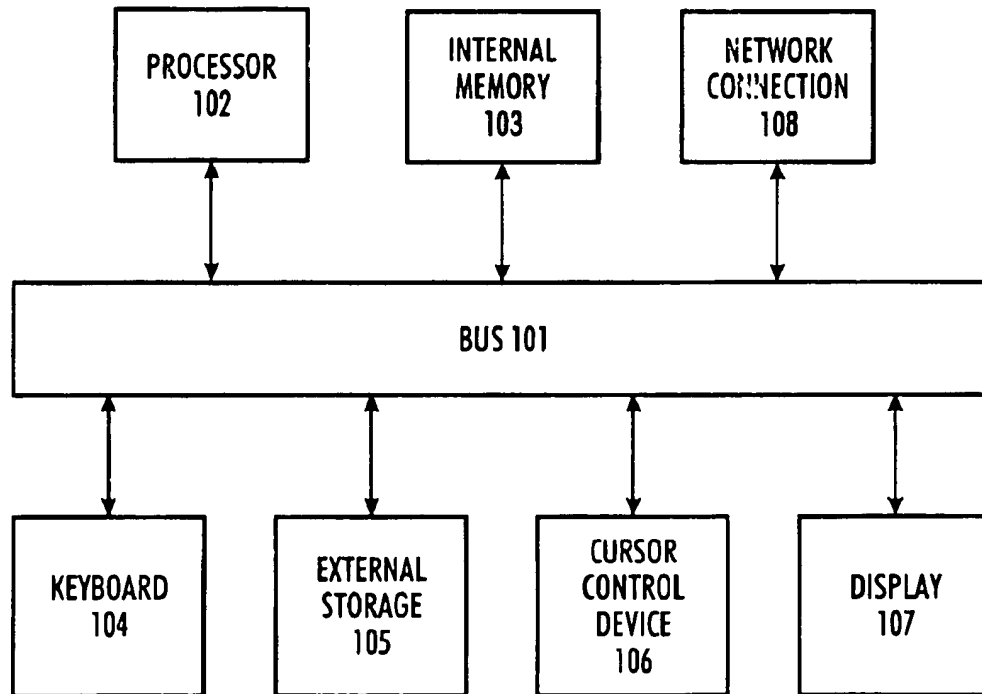 PROCESSOR
102
INTERNAL
MEMORY
103
NETWORK
CONNECTION
108
BUS 101
KEYBOARD
104
EXTERNAL
STORAGE
105
CURSOR
CONTROL
DEVICE
106
DISPLAY
107